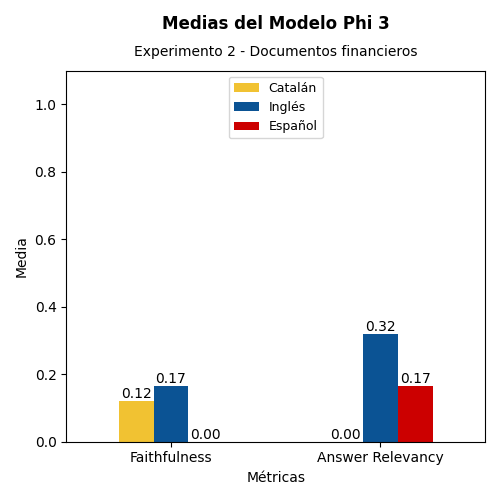 Medias del Modelo Phi 3
Experimento 2 - Documentos financieros
Catalán
Inglés
Español
1.0
0.8
0.6
0.4
0.2
0.0
Media
0.12
0.17
0.00
0.00
0.32
0.17
Faithfulness
Answer Relevancy
Métricas